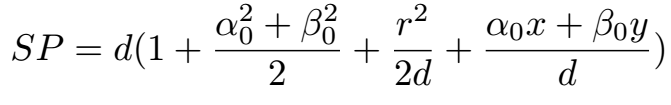 $SP = d(1 + \frac{\alpha_0^2 + \beta_0^2}{2} + \frac{r^2}{2d} + \frac{\alpha_0 x + \beta_0 y}{d})$